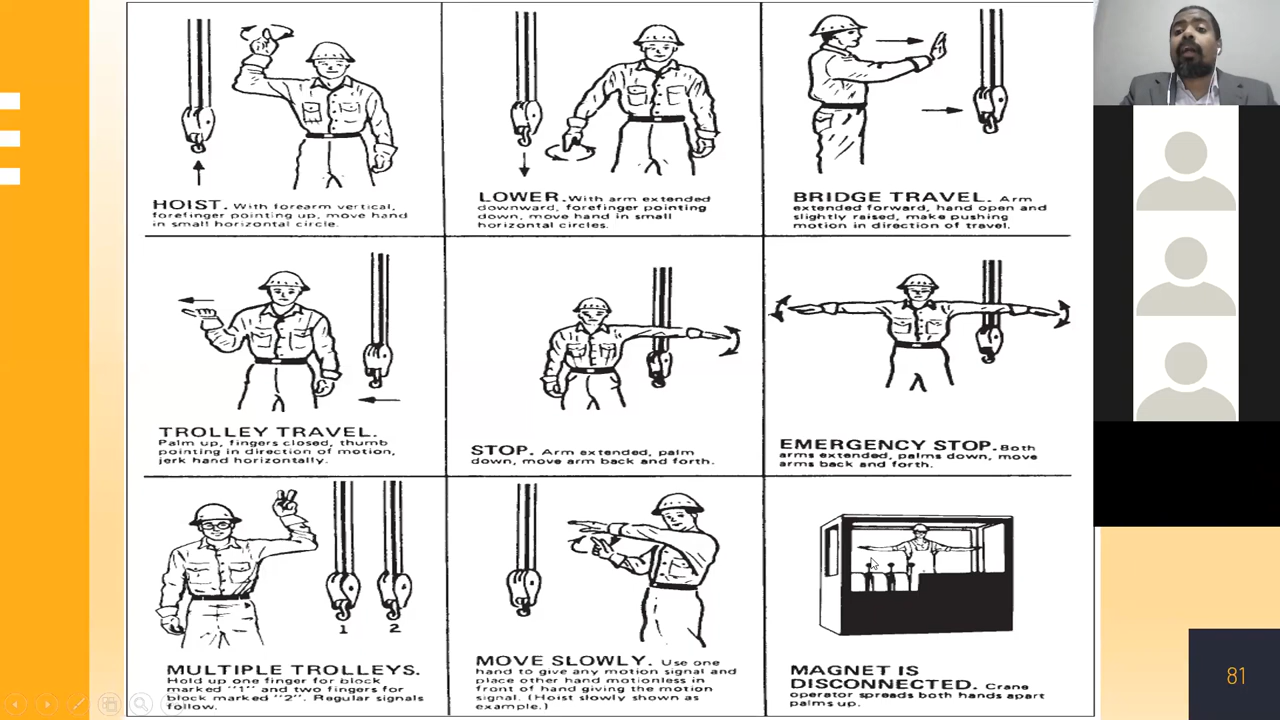 HOIST. With forearm vertical,
forefinger pointing up, move hand
in small horizontal circle.
LOWER. With arm extended
downward, forefinger pointing
down, move hand in small
horizontal circles.
BRIDGE TRAVEL. Arm
extended forward, hand open and
slightly raised, make pushing
motion in direction of travel.
TROLLEY TRAVEL.
Palm up, fingers closed, thumb
pointing in direction of motion,
jerk hand horizontally.
STOP. Arm extended, palm
down, move arm back and forth.
EMERGENCY STOP. Both
arms extended, palms down, move
arms back and forth.
1 2
MULTIPLE TROLLEYS.
Hold up one finger for block
marked "1" and two fingers for
block marked "2". Regular signals
follow.
MOVE SLOWLY. Use one
hand to give any motion signal and
place other hand motionless in
front of hand giving the motion
signal. (Hoist slowly shown as
example.)
MAGNET IS
DISCONNECTED. Crane
operator spreads both hands apart
palms up.
81